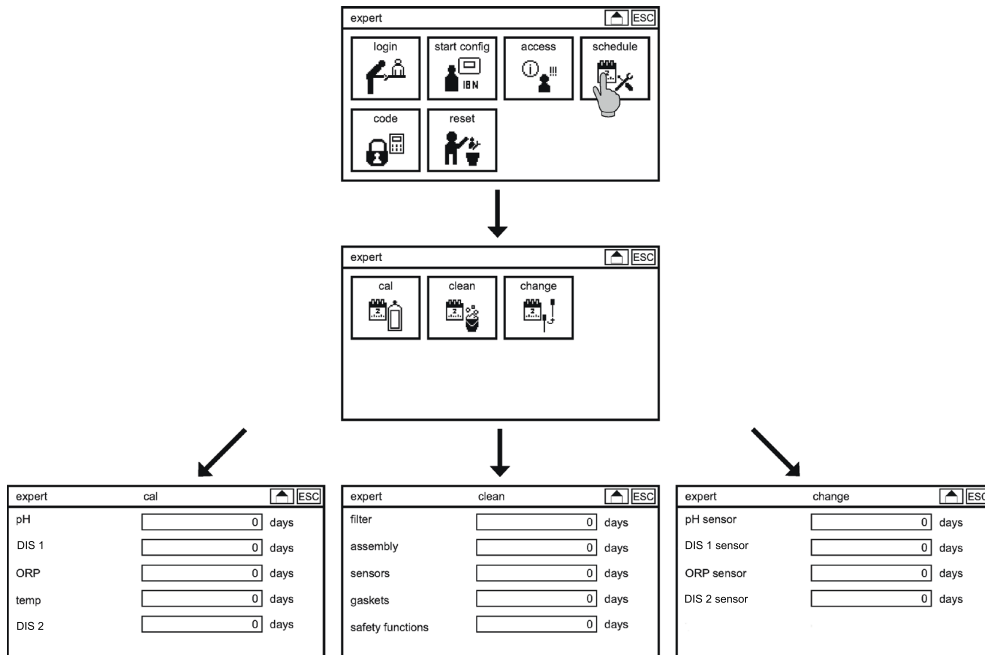 expert ESC
login start config access schedule
IBN
code reset
expert ESC
cal clean change
2 2 2
expert cal ESC
pH 0 days
DIS 1 0 days
ORP 0 days
temp 0 days
DIS 2 0 days
expert clean ESC
filter 0 days
assembly 0 days
sensors 0 days
gaskets 0 days
safety functions 0 days
expert change ESC
pH sensor 0 days
DIS 1 sensor 0 days
ORP sensor 0 days
DIS 2 sensor 0 days